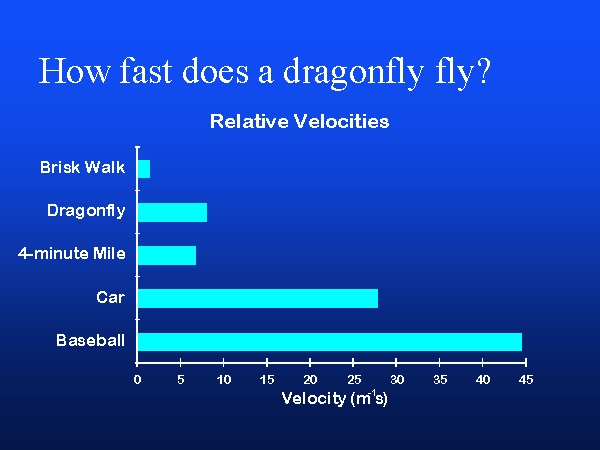 How fast does a dragonfly fly?
Relative Velocities
Brisk Walk
Dragonfly
4-minute Mile
Car
Baseball
0 5 10 15 20 25 30 35 40 45
Velocity (m⁻¹s)